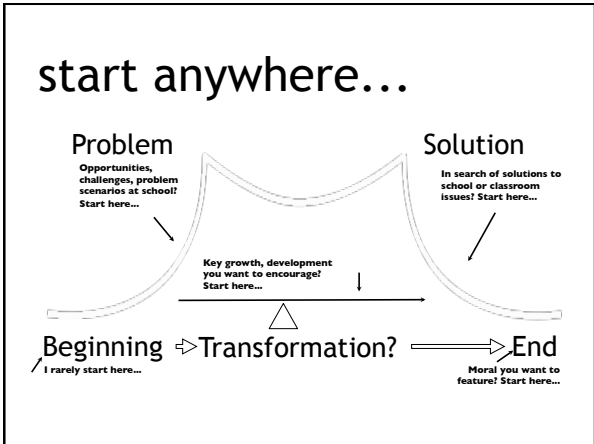 start anywhere...
Problem
Opportunities,
challenges, problem
scenarios at school?
Start here...
Solution
In search of solutions to
school or classroom
issues? Start here...
Key growth, development
you want to encourage?
Start here...
Beginning
I rarely start here...
Transformation?
End
Moral you want to
feature? Start here...